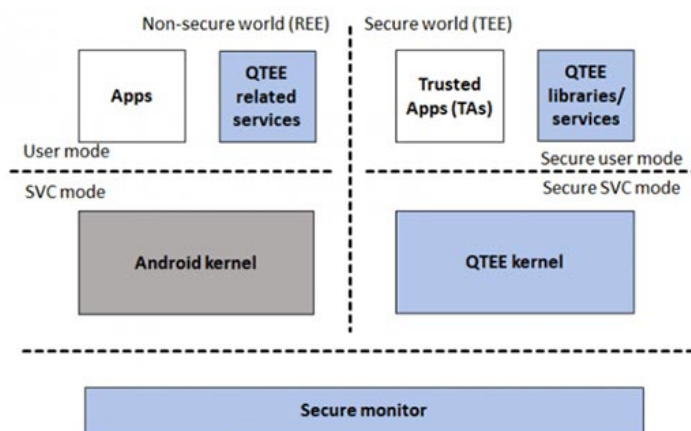 Non-secure world (REE)
Secure world (TEE)
Apps
QTEE
related
services
Trusted
Apps (TAs)
QTEE
libraries/
services
User mode
Secure user mode
SVC mode
Secure SVC mode
Android kernel
QTEE kernel
Secure monitor